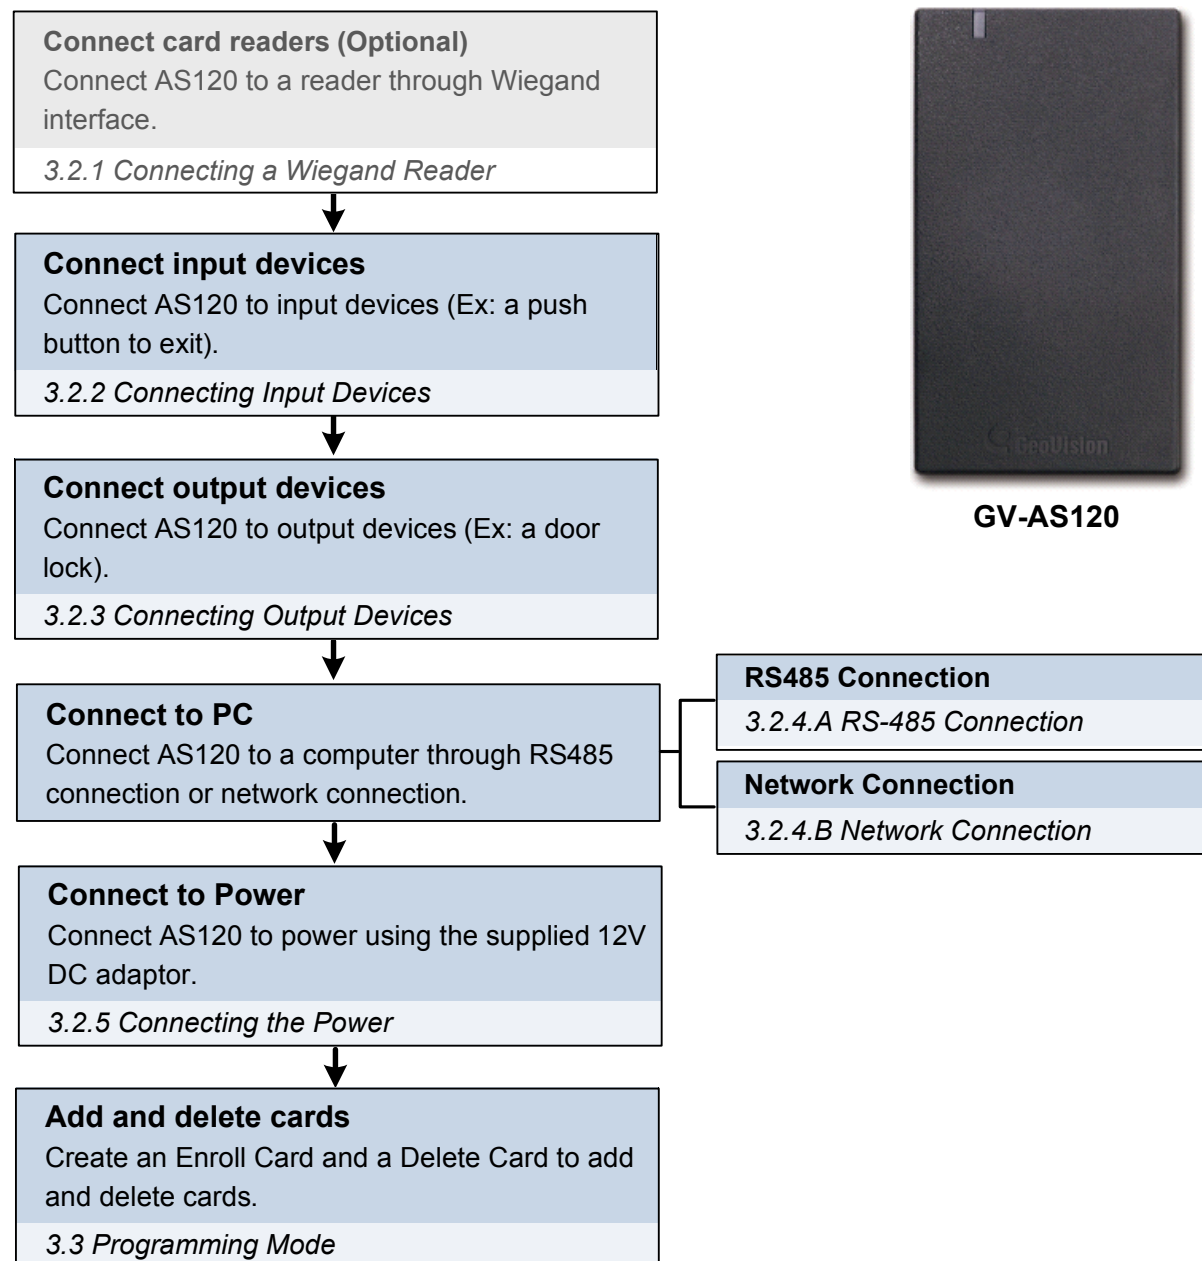 Connect card readers (Optional)
Connect AS120 to a reader through Wiegand
interface.
3.2.1 Connecting a Wiegand Reader
Connect input devices
Connect AS120 to input devices (Ex: a push
button to exit).
3.2.2 Connecting Input Devices
Connect output devices
Connect AS120 to output devices (Ex: a door
lock).
3.2.3 Connecting Output Devices
Connect to PC
Connect AS120 to a computer through RS485
connection or network connection.
RS485 Connection
3.2.4.A RS-485 Connection
Network Connection
3.2.4.B Network Connection
Connect to Power
Connect AS120 to power using the supplied 12V
DC adaptor.
3.2.5 Connecting the Power
Add and delete cards
Create an Enroll Card and a Delete Card to add
and delete cards.
3.3 Programming Mode
GeoVision
GV-AS120